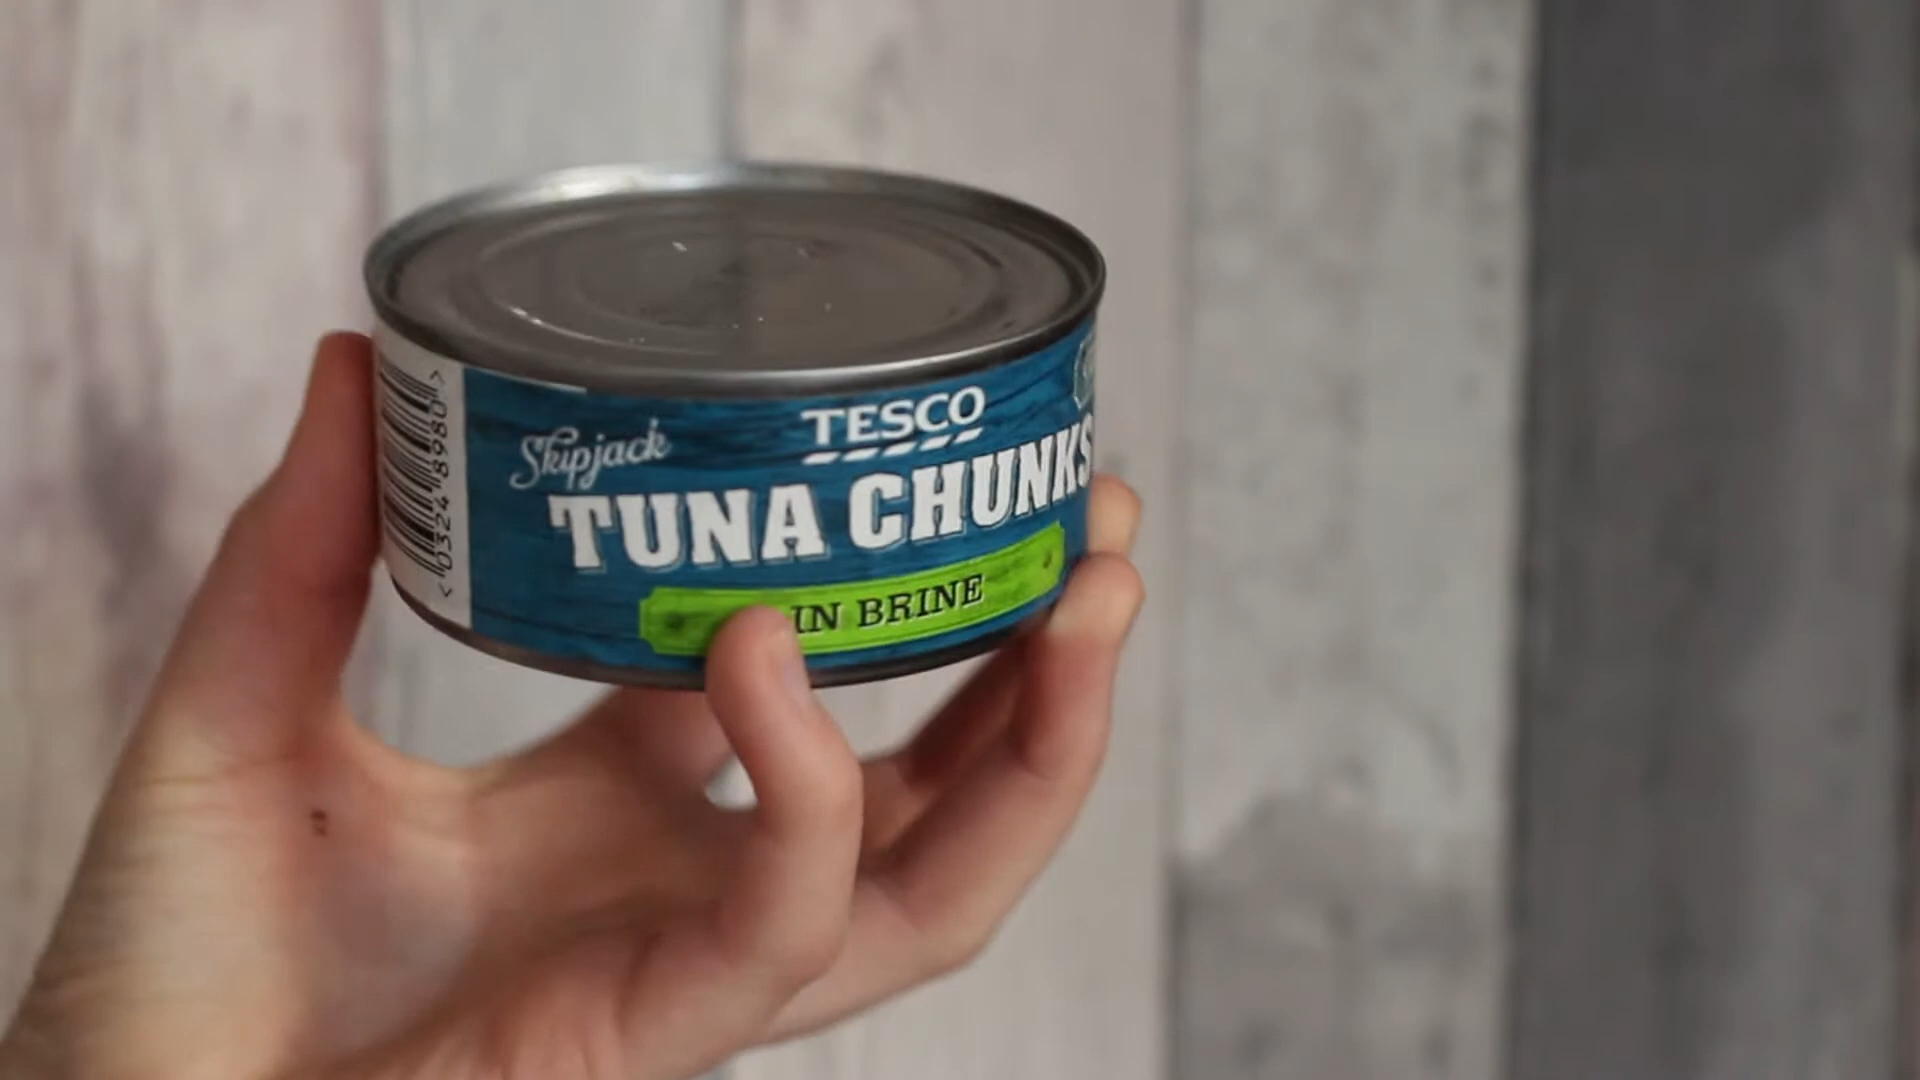 TESCO
Skipjack
TUNA CHUNKS
IN BRINE
< 0324 8980 >